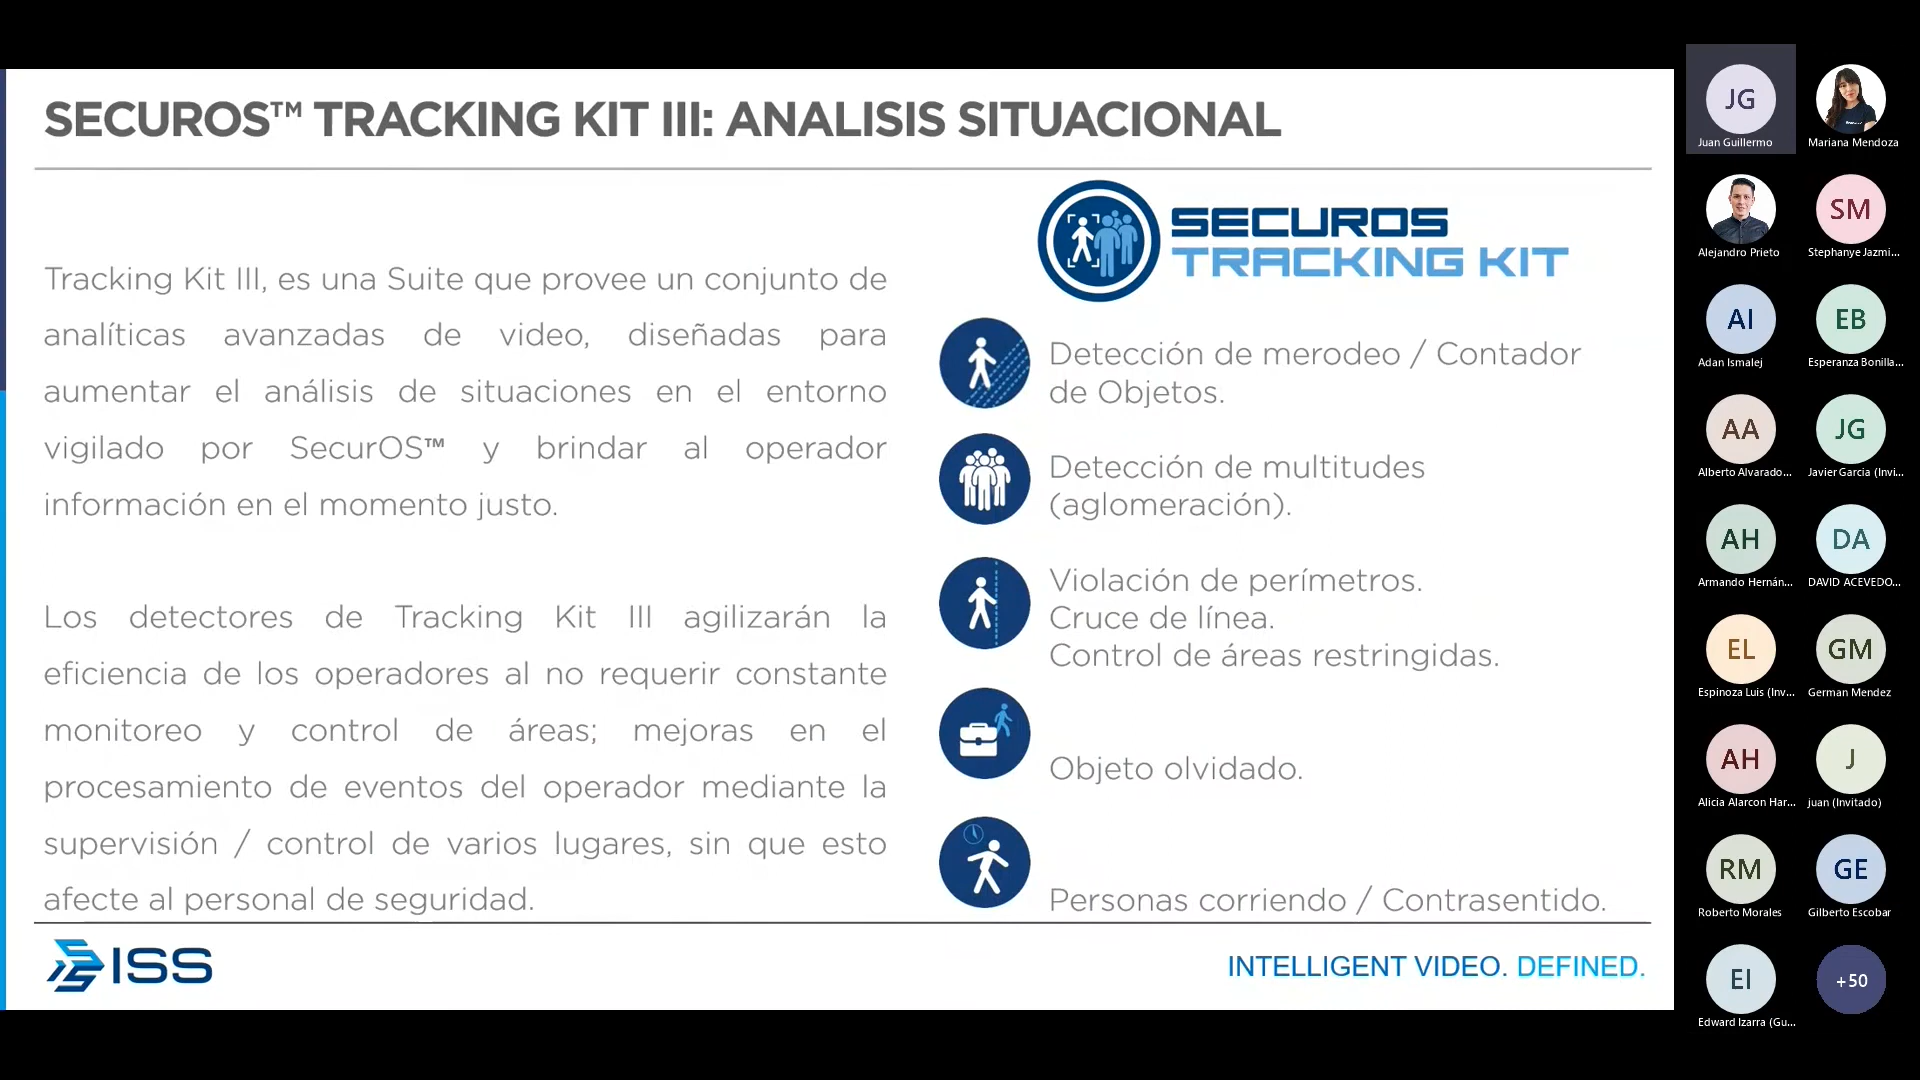 SECUROS™ TRACKING KIT III: ANALISIS SITUACIONAL
Tracking Kit III, es una Suite que provee un conjunto de
analíticas avanzadas de video, diseñadas para
aumentar el análisis de situaciones en el entorno
vigilado por SecurOS™ y brindar al operador
información en el momento justo.
Los detectores de Tracking Kit III agilizarán la
eficiencia de los operadores al no requerir constante
monitoreo y control de áreas; mejoras en el
procesamiento de eventos del operador mediante la
supervisión / control de varios lugares, sin que esto
afecte al personal de seguridad.
SECUROS
TRACKING KIT
Detección de merodeo / Contador
de Objetos.
Detección de multitudes
(aglomeración).
Violación de perímetros.
Cruce de línea.
Control de áreas restringidas.
Objeto olvidado.
Personas corriendo / Contrasentido.
ISS
INTELLIGENT VIDEO. DEFINED.
JG
Juan Guillermo
Mariana Mendoza
Alejandro Prieto
SM
Stephanye Jazmi...
AI
Adan Ismalej
EB
Esperanza Bonilla...
AA
Alberto Alvarado...
JG
Javier Garcia (Invi...
AH
Armando Hernán...
DA
DAVID ACEVEDO...
EL
Espinoza Luis (Inv...
GM
German Mendez
AH
Alicia Alarcon Har...
J
juan (Invitado)
RM
Roberto Morales
GE
Gilberto Escobar
EI
Edward Izarra (Gu...
+50